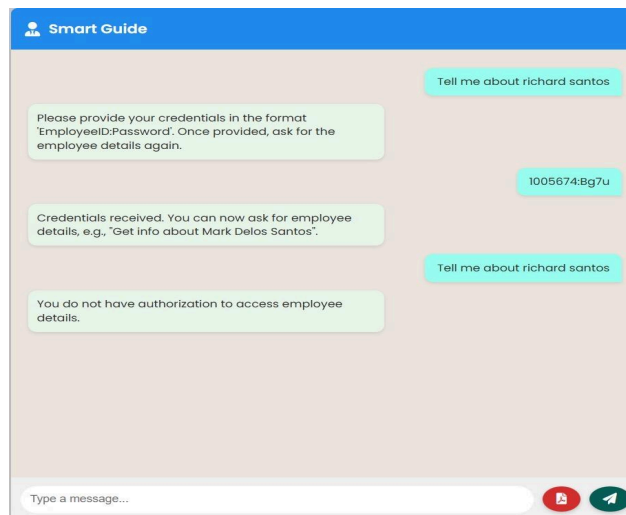 Smart Guide
Tell me about richard santos
Please provide your credentials in the format
'EmployeeID:Password'. Once provided, ask for the
employee details again.
1005674:Bg7u
Credentials received. You can now ask for employee
details, e.g., "Get info about Mark Delos Santos".
Tell me about richard santos
You do not have authorization to access employee
details.
Type a message...